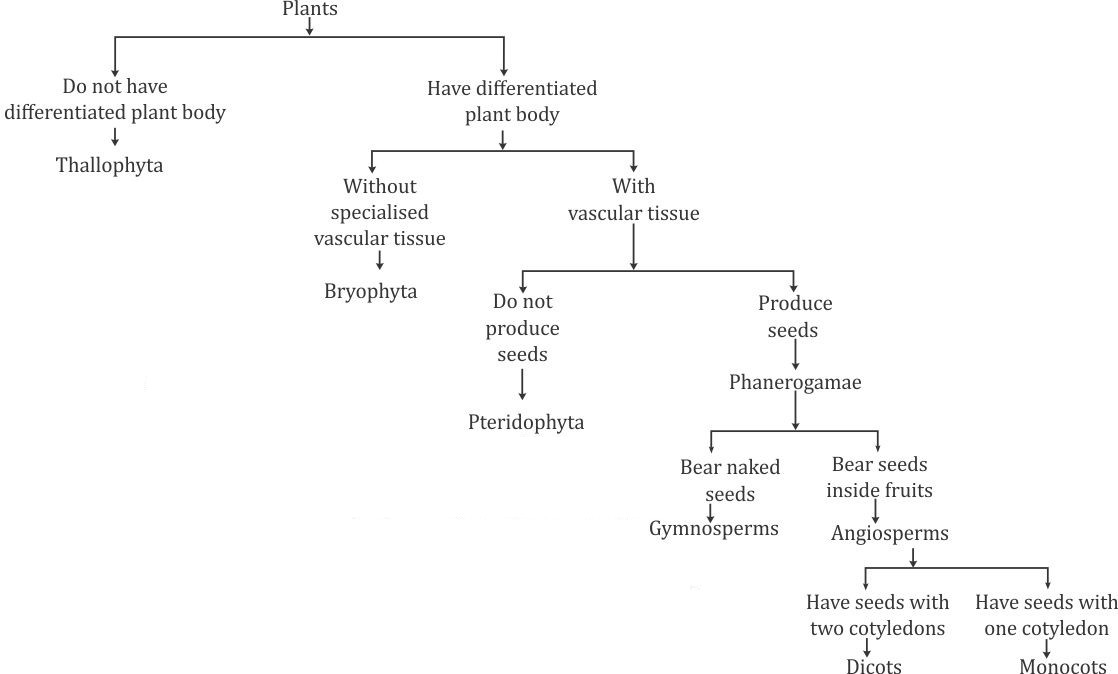 Plants
Do not have
differentiated plant body
Have differentiated
plant body
Thallophyta
Without
specialised
vascular tissue
With
vascular tissue
Bryophyta
Do not
produce
seeds
Produce
seeds
Phanerogamae
Pteridophyta
Bear naked
seeds
Bear seeds
inside fruits
Gymnosperms
Angiosperms
Have seeds with
two cotyledons
Have seeds with
one cotyledon
Dicots
Monocots